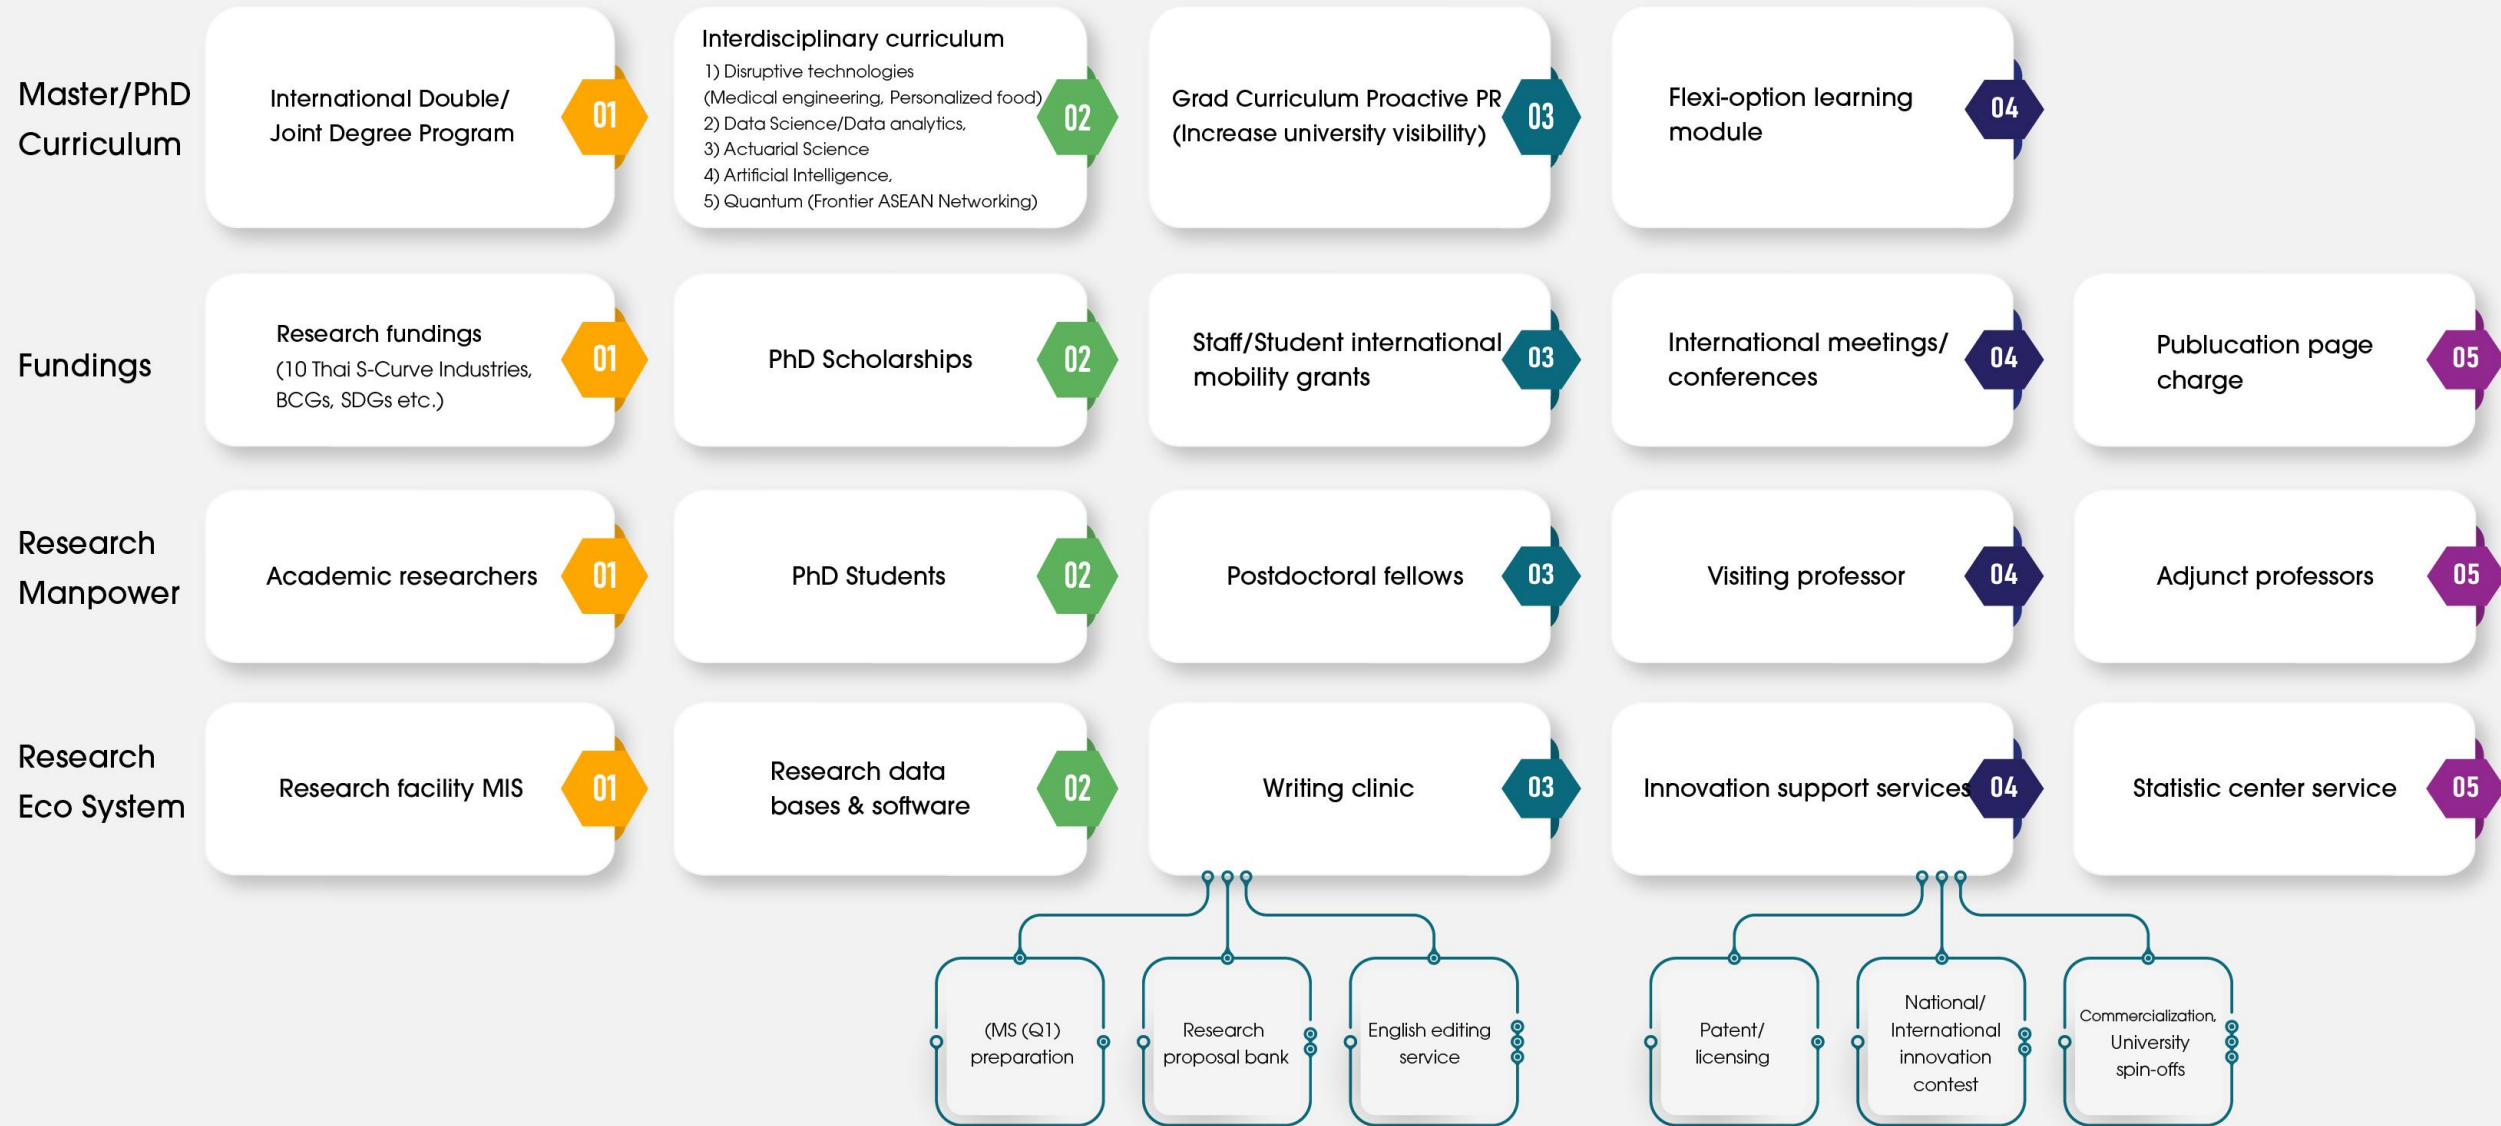 Master/PhD
Curriculum
International Double/
Joint Degree Program
01
Interdisciplinary curriculum
1) Disruptive technologies
(Medical engineering, Personalized food)
2) Data Science/Data analytics,
3) Actuarial Science
4) Artificial Intelligence,
5) Quantum (Frontier ASEAN Networking)
02
Grad Curriculum Proactive PR
(Increase university visibility)
03
Flexi-option learning
module
04
Fundings
Research fundings
(10 Thai S-Curve Industries,
BCGs, SDGs etc.)
01
PhD Scholarships
02
Staff/Student international
mobility grants
03
International meetings/
conferences
04
Publucation page
charge
05
Research
Manpower
Academic researchers
01
PhD Students
02
Postdoctoral fellows
03
Visiting professor
04
Adjunct professors
05
Research
Eco System
Research facility MIS
01
Research data
bases & software
02
Writing clinic
03
Innovation support services
04
Statistic center service
05
(MS (Q1)
preparation
Research
proposal bank
English editing
service
Patent/
licensing
National/
International
innovation
contest
Commercialization,
University
spin-offs